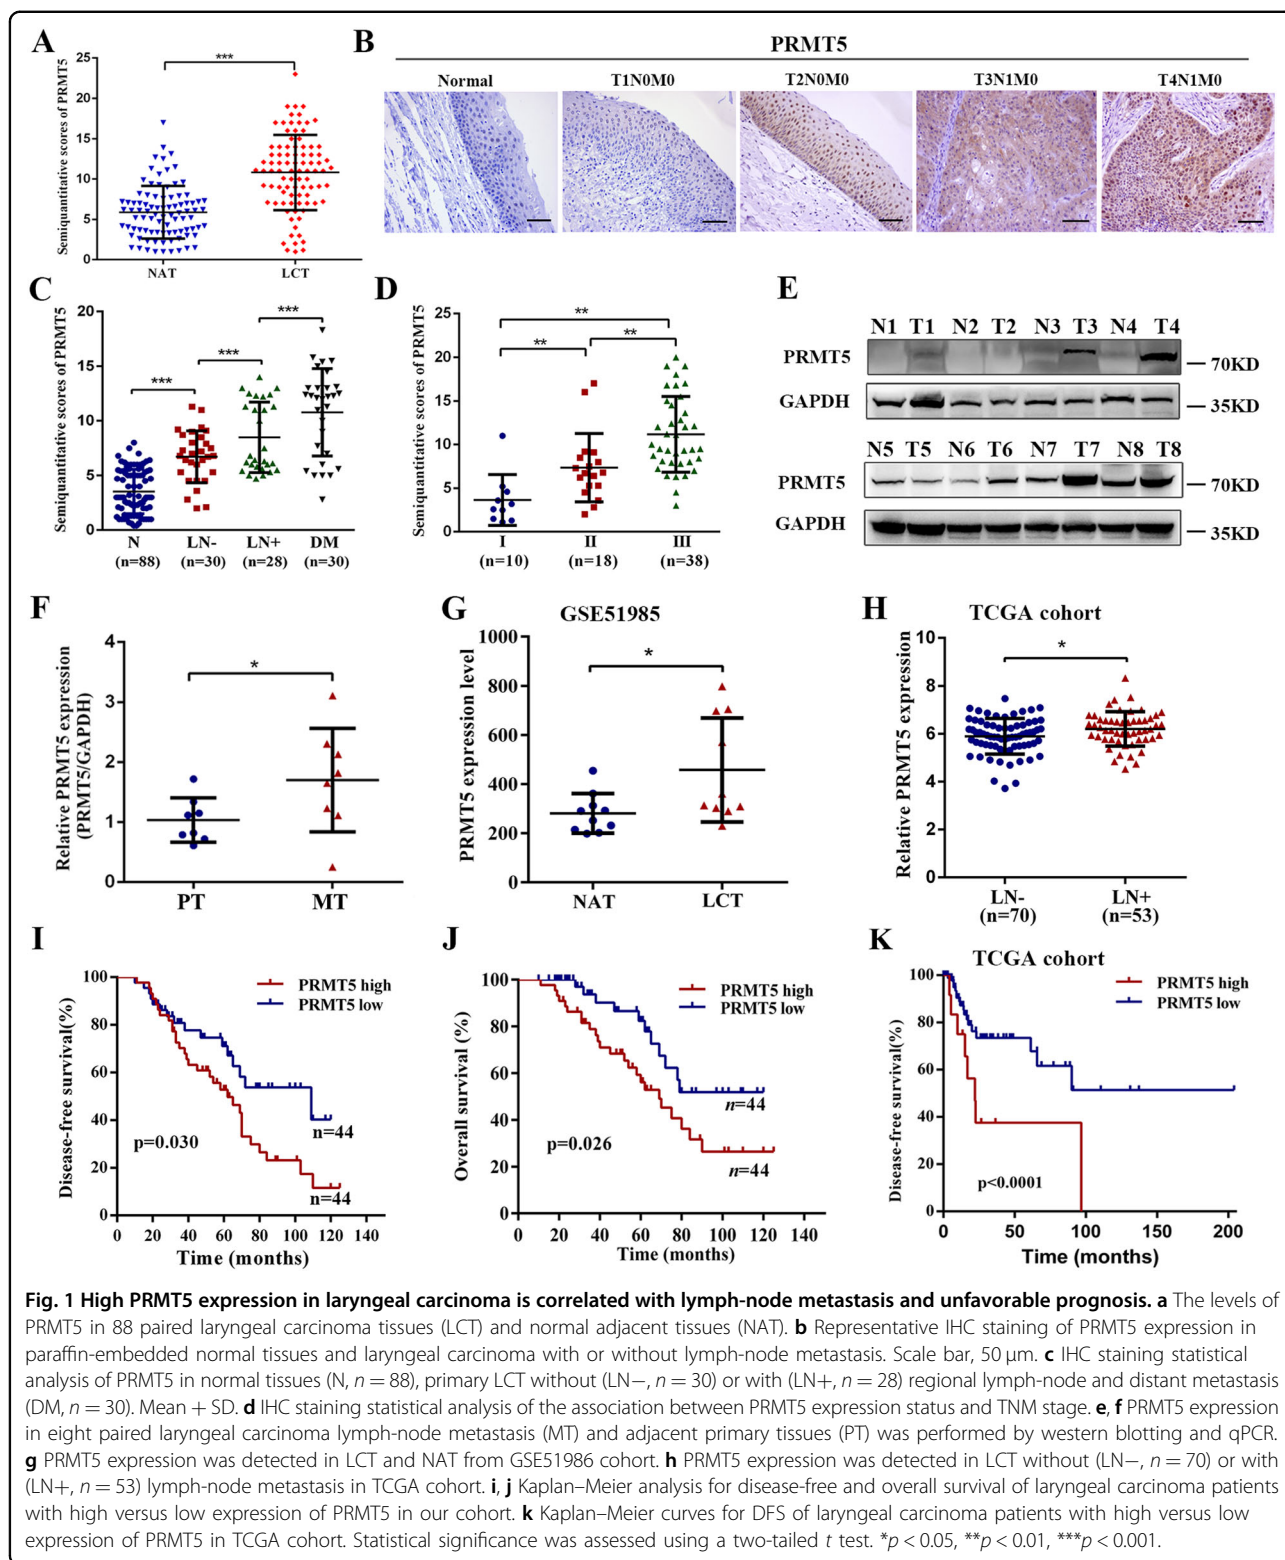 A
Semiquantitative scores of PRMT5
25
20
15
10
5
0
***
NAT
LCT
B
PRMT5
Normal
T1N0M0
T2N0M0
T3N1M0
T4N1M0
C
Semiquantitative scores of PRMT5
20
15
10
5
0
***
***
***
N
LN-
LN+
DM
(n=88)
(n=30)
(n=28)
(n=30)
D
Semiquantitative scores of PRMT5
25
20
15
10
5
0
**
**
**
I
II
III
(n=10)
(n=18)
(n=38)
E
N1 T1 N2 T2 N3 T3 N4 T4
PRMT5
70KD
GAPDH
35KD
N5 T5 N6 T6 N7 T7 N8 T8
PRMT5
70KD
GAPDH
35KD
F
Relative PRMT5 expression
(PRMT5/GAPDH)
4
3
2
1
0
*
PT
MT
G
GSE51985
PRMT5 expression level
1000
800
600
400
200
0
*
NAT
LCT
H
TCGA cohort
Relative PRMT5 expression
10
8
6
4
2
0
*
LN-
LN+
(n=70)
(n=53)
I
Disease-free survival(%)
100
80
60
40
20
0
PRMT5 high
PRMT5 low
p=0.030
n=44
n=44
0 20 40 60 80 100 120 140
Time (months)
J
Overall survival (%)
100
80
60
40
20
0
PRMT5 high
PRMT5 low
p=0.026
n=44
n=44
0 20 40 60 80 100 120 140
Time (months)
K
TCGA cohort
Disease-free survival(%)
100
80
60
40
20
0
PRMT5 high
PRMT5 low
p<0.0001
0 50 100 150 200
Time (months)
Fig. 1 High PRMT5 expression in laryngeal carcinoma is correlated with lymph-node metastasis and unfavorable prognosis. a The levels of
PRMT5 in 88 paired laryngeal carcinoma tissues (LCT) and normal adjacent tissues (NAT). b Representative IHC staining of PRMT5 expression in
paraffin-embedded normal tissues and laryngeal carcinoma with or without lymph-node metastasis. Scale bar, 50 μm. c IHC staining statistical
analysis of PRMT5 in normal tissues (N, n = 88), primary LCT without (LN−, n = 30) or with (LN+, n = 28) regional lymph-node and distant metastasis
(DM, n = 30). Mean + SD. d IHC staining statistical analysis of the association between PRMT5 expression status and TNM stage. e, f PRMT5 expression
in eight paired laryngeal carcinoma lymph-node metastasis (MT) and adjacent primary tissues (PT) was performed by western blotting and qPCR.
g PRMT5 expression was detected in LCT and NAT from GSE51986 cohort. h PRMT5 expression was detected in LCT without (LN−, n = 70) or with
(LN+, n = 53) lymph-node metastasis in TCGA cohort. i, j Kaplan–Meier analysis for disease-free and overall survival of laryngeal carcinoma patients
with high versus low expression of PRMT5 in our cohort. k Kaplan–Meier curves for DFS of laryngeal carcinoma patients with high versus low
expression of PRMT5 in TCGA cohort. Statistical significance was assessed using a two-tailed t test. *p < 0.05, **p < 0.01, ***p < 0.001.